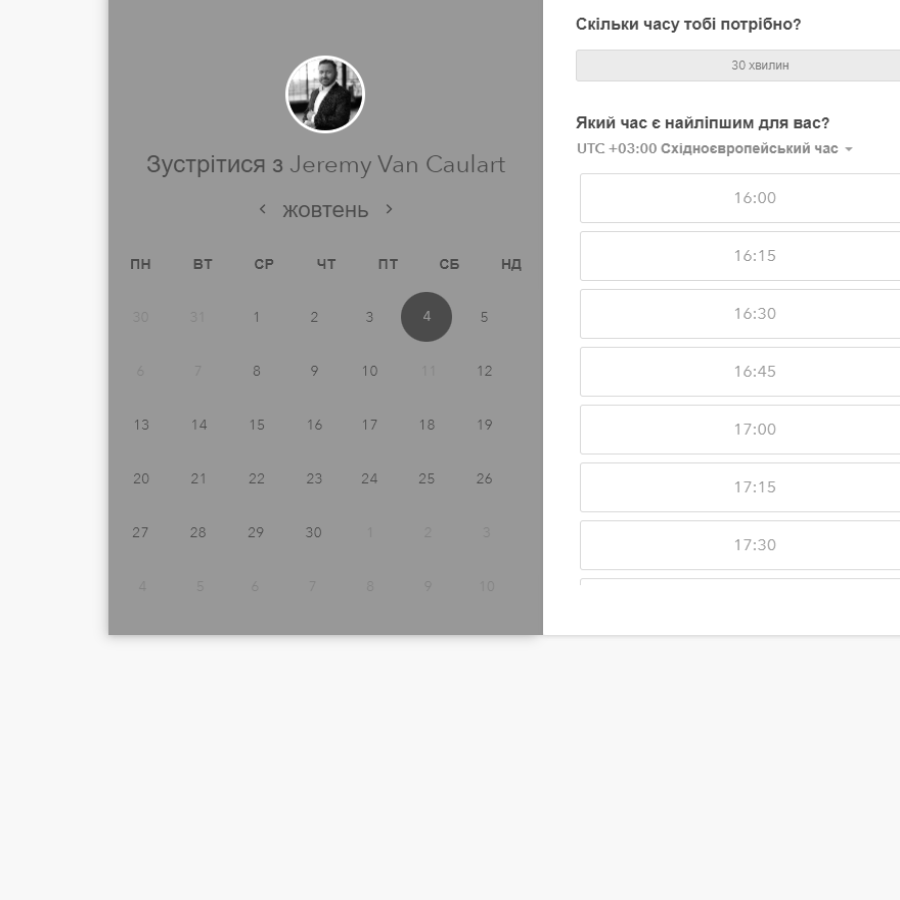 Зустрітися з Jeremy Van Caulart
жовтень
ПН ВТ СР ЧТ ПТ СБ НД
30 31 1 2 3 4 5
6 7 8 9 10 11 12
13 14 15 16 17 18 19
20 21 22 23 24 25 26
27 28 29 30 1 2 3
4 5 6 7 8 9 10
Скільки часу тобі потрібно?
30 хвилин
Який час є найліпшим для вас?
UTC +03:00 Східноєвропейський час
16:00
16:15
16:30
16:45
17:00
17:15
17:30